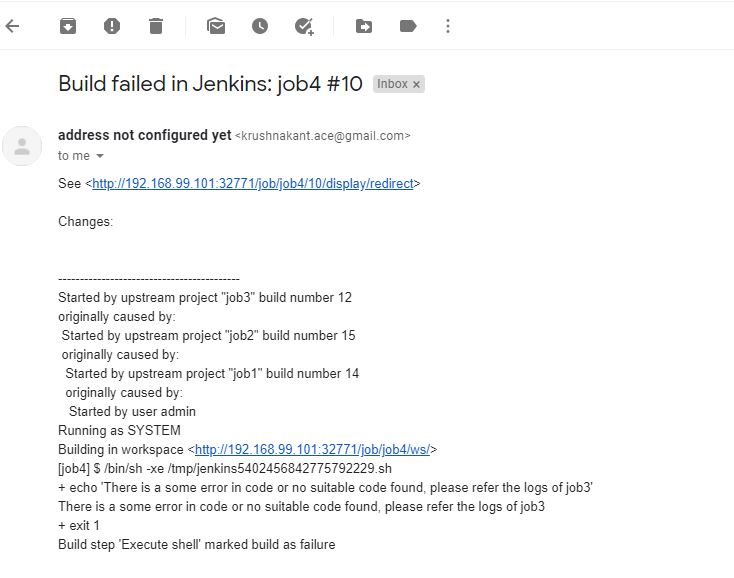 Build failed in Jenkins: job4 #10 Inbox ×
address not configured yet <krushnakant.ace@gmail.com>
to me
See <http://192.168.99.101:32771/job/job4/10/display/redirect>
Changes:
------------------------------------------
Started by upstream project "job3" build number 12
originally caused by:
Started by upstream project "job2" build number 15
originally caused by:
Started by upstream project "job1" build number 14
originally caused by:
Started by user admin
Running as SYSTEM
Building in workspace <http://192.168.99.101:32771/job/job4/ws/>
[job4] $ /bin/sh -xe /tmp/jenkins5402456842775792229.sh
+ echo 'There is a some error in code or no suitable code found, please refer the logs of job3'
There is a some error in code or no suitable code found, please refer the logs of job3
+ exit 1
Build step 'Execute shell' marked build as failure